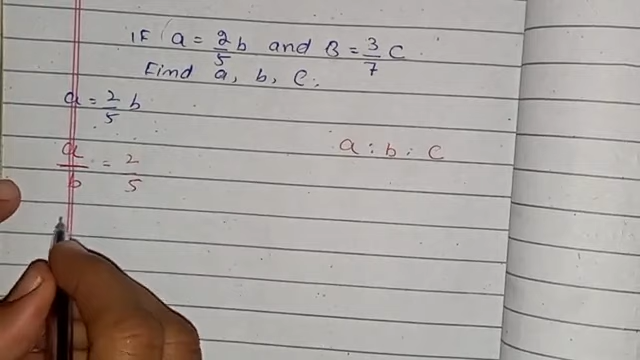 IF a = 2/5 b and B = 3/7 C
Find a, b, C.
a = 2/5 b
a : b : C
a/b = 2/5